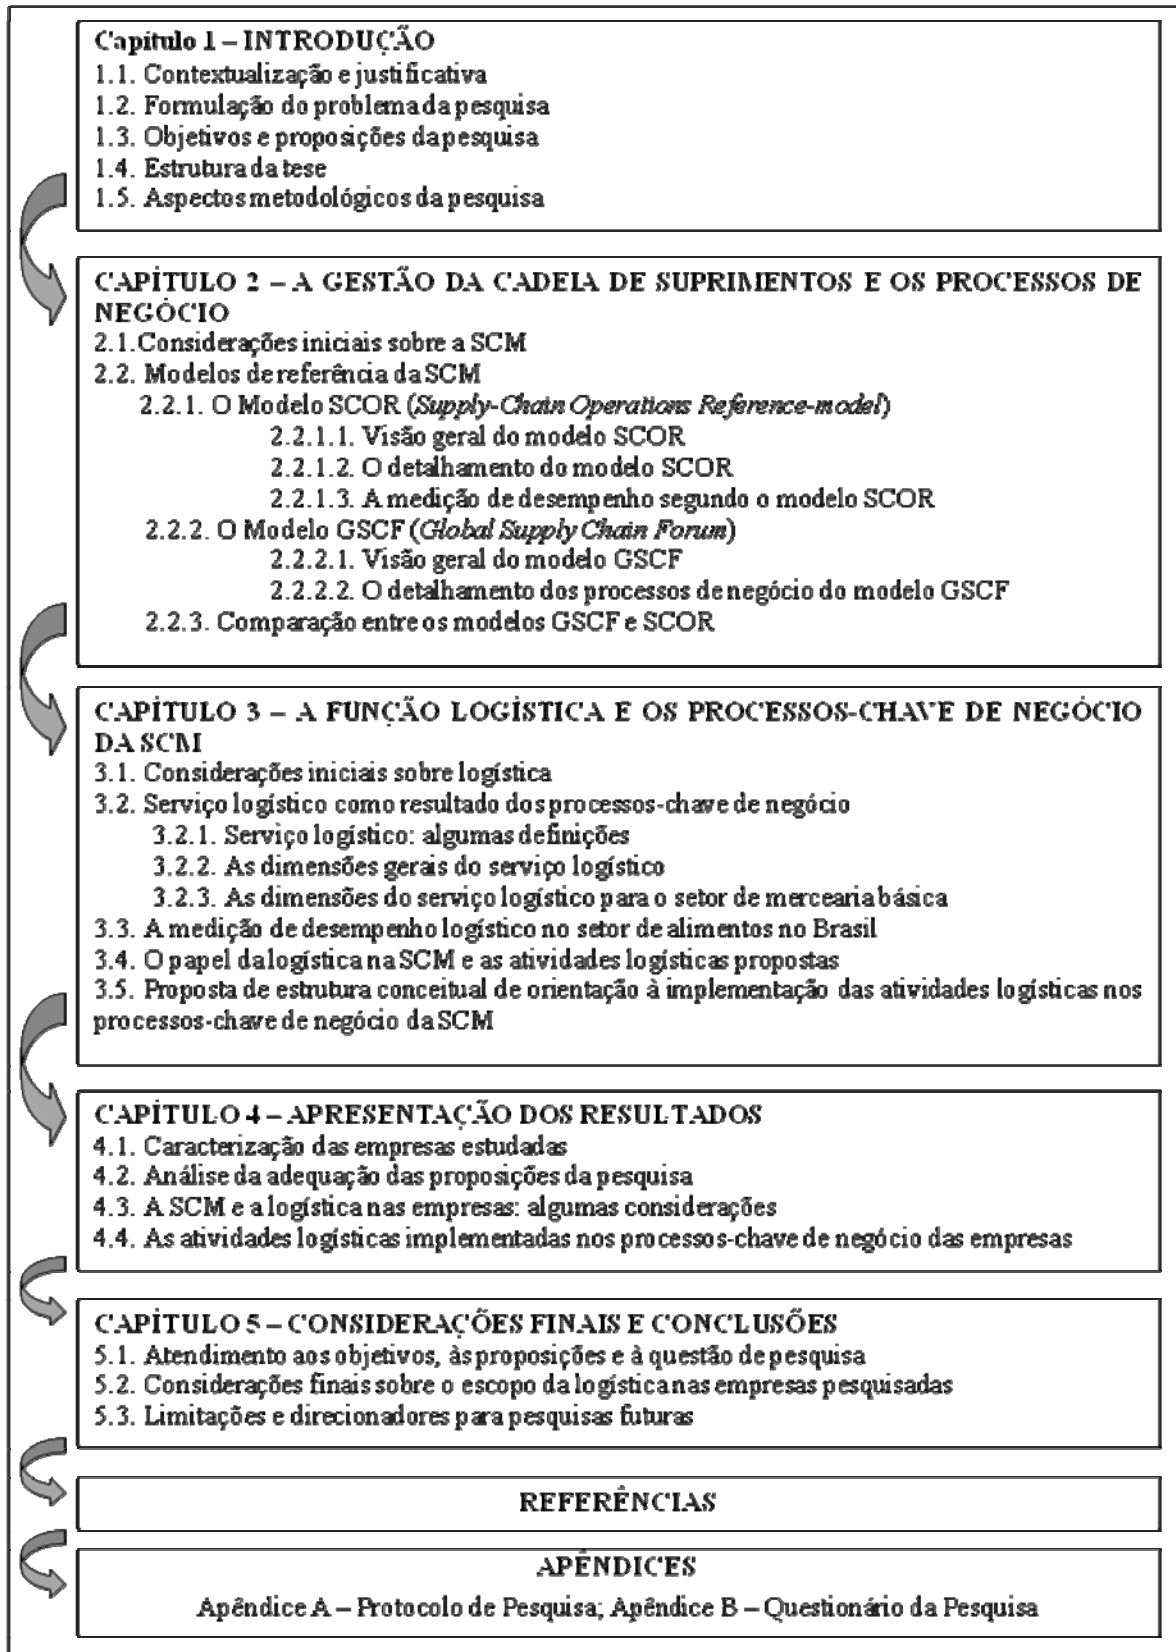 Capítulo 1 – INTRODUÇÃO
1.1. Contextualização e justificativa
1.2. Formulação do problema da pesquisa
1.3. Objetivos e proposições da pesquisa
1.4. Estrutura da tese
1.5. Aspectos metodológicos da pesquisa
CAPÍTULO 2 – A GESTÃO DA CADEIA DE SUPRIMENTOS E OS PROCESSOS DE
NEGÓCIO
2.1.Considerações iniciais sobre a SCM
2.2. Modelos de referência da SCM
2.2.1. O Modelo SCOR (Supply-Chain Operations Reference-model)
2.2.1.1. Visão geral do modelo SCOR
2.2.1.2. O detalhamento do modelo SCOR
2.2.1.3. A medição de desempenho segundo o modelo SCOR
2.2.2. O Modelo GSCF (Global Supply Chain Forum)
2.2.2.1. Visão geral do modelo GSCF
2.2.2.2. O detalhamento dos processos de negócio do modelo GSCF
2.2.3. Comparação entre os modelos GSCF e SCOR
CAPÍTULO 3 – A FUNÇÃO LOGÍSTICA E OS PROCESSOS-CHAVE DE NEGÓCIO
DA SCM
3.1. Considerações iniciais sobre logística
3.2. Serviço logístico como resultado dos processos-chave de negócio
3.2.1. Serviço logístico: algumas definições
3.2.2. As dimensões gerais do serviço logístico
3.2.3. As dimensões do serviço logístico para o setor de mercearia básica
3.3. A medição de desempenho logístico no setor de alimentos no Brasil
3.4. O papel da logística na SCM e as atividades logísticas propostas
3.5. Proposta de estrutura conceitual de orientação à implementação das atividades logísticas nos
processos-chave de negócio da SCM
CAPÍTULO 4 – APRESENTAÇÃO DOS RESULTADOS
4.1. Caracterização das empresas estudadas
4.2. Análise da adequação das proposições da pesquisa
4.3. A SCM e a logística nas empresas: algumas considerações
4.4. As atividades logísticas implementadas nos processos-chave de negócio das empresas
CAPÍTULO 5 – CONSIDERAÇÕES FINAIS E CONCLUSÕES
5.1. Atendimento aos objetivos, às proposições e à questão de pesquisa
5.2. Considerações finais sobre o escopo da logística nas empresas pesquisadas
5.3. Limitações e direcionadores para pesquisas futuras
REFERÊNCIAS
APÊNDICES
Apêndice A – Protocolo de Pesquisa; Apêndice B – Questionário da Pesquisa